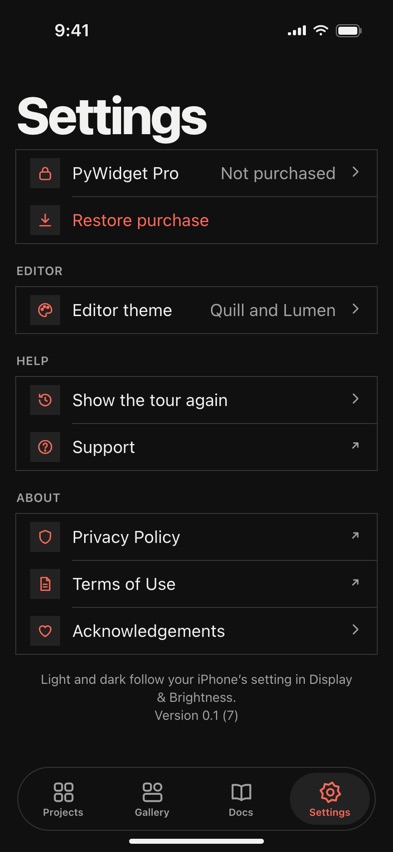 9:41
Settings
PyWidget Pro Not purchased
Restore purchase
EDITOR
Editor theme Quill and Lumen
HELP
Show the tour again
Support
ABOUT
Privacy Policy
Terms of Use
Acknowledgements
Light and dark follow your iPhone’s setting in Display
& Brightness.
Version 0.1 (7)
Projects Gallery Docs Settings